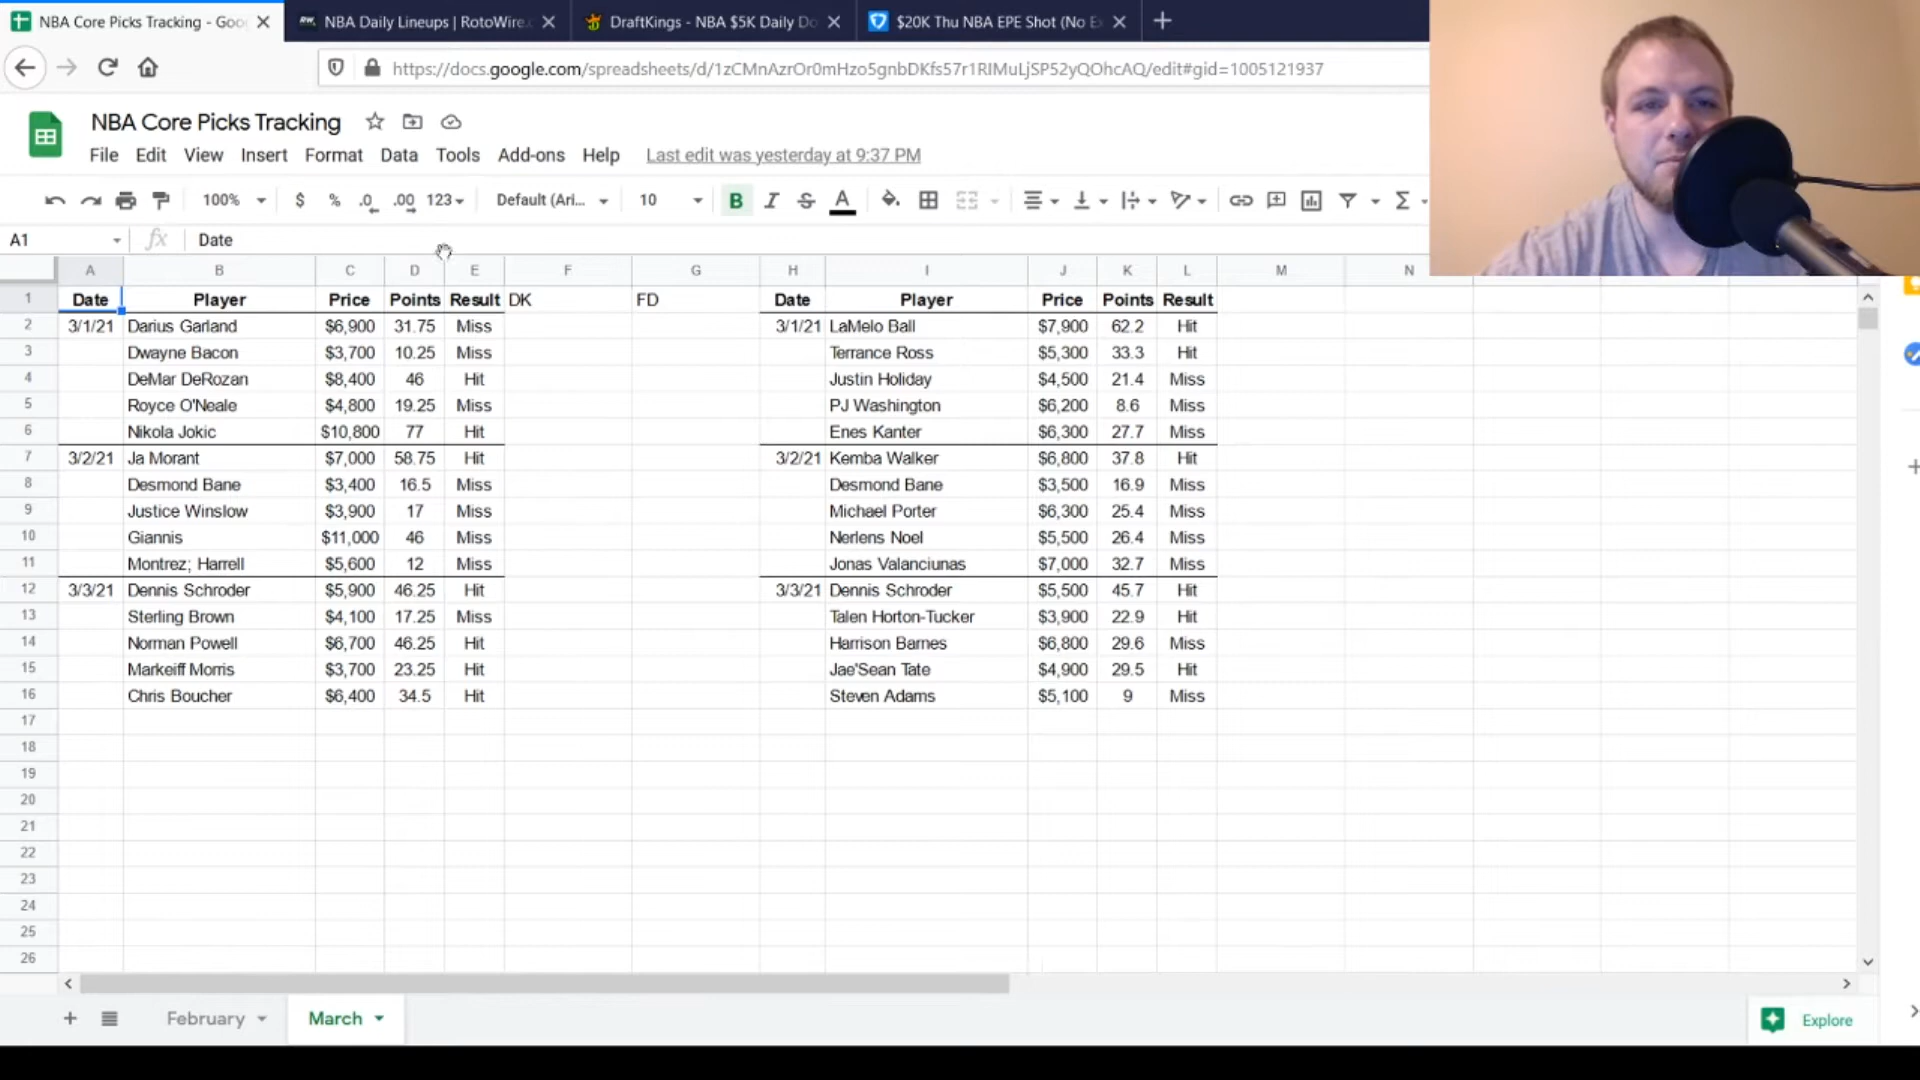 NBA Core Picks Tracking - Goo
NBA Daily Lineups | RotoWire.
DraftKings - NBA $5K Daily Do
$20K Thu NBA EPE Shot (No E
https://docs.google.com/spreadsheets/d/1zCMnAzrOr0mHzo5gnbDKfs57r1RIMuLjSP52yQOhcAQ/edit#gid=1005121937
NBA Core Picks Tracking
File Edit View Insert Format Data Tools Add-ons Help Last edit was yesterday at 9:37 PM
100% $ % .0 .00 123 Default (Ari... 10 B I S A Σ
A1 fx Date
A B C D E F G H I J K L M N
1 Date Player Price Points Result DK FD Date Player Price Points Result
2 3/1/21 Darius Garland $6,900 31.75 Miss 3/1/21 LaMelo Ball $7,900 62.2 Hit
3 Dwayne Bacon $3,700 10.25 Miss Terrance Ross $5,300 33.3 Hit
4 DeMar DeRozan $8,400 46 Hit Justin Holiday $4,500 21.4 Miss
5 Royce O'Neale $4,800 19.25 Miss PJ Washington $6,200 8.6 Miss
6 Nikola Jokic $10,800 77 Hit Enes Kanter $6,300 27.7 Miss
7 3/2/21 Ja Morant $7,000 58.75 Hit 3/2/21 Kemba Walker $6,800 37.8 Hit
8 Desmond Bane $3,400 16.5 Miss Desmond Bane $3,500 16.9 Miss
9 Justice Winslow $3,900 17 Miss Michael Porter $6,300 25.4 Miss
10 Giannis $11,000 46 Miss Nerlens Noel $5,500 26.4 Miss
11 Montrez; Harrell $5,600 12 Miss Jonas Valanciunas $7,000 32.7 Miss
12 3/3/21 Dennis Schroder $5,900 46.25 Hit 3/3/21 Dennis Schroder $5,500 45.7 Hit
13 Sterling Brown $4,100 17.25 Miss Talen Horton-Tucker $3,900 22.9 Hit
14 Norman Powell $6,700 46.25 Hit Harrison Barnes $6,800 29.6 Miss
15 Markeiff Morris $3,700 23.25 Hit Jae'Sean Tate $4,900 29.5 Hit
16 Chris Boucher $6,400 34.5 Hit Steven Adams $5,100 9 Miss
17
18
19
20
21
22
23
24
25
26
February March Explore